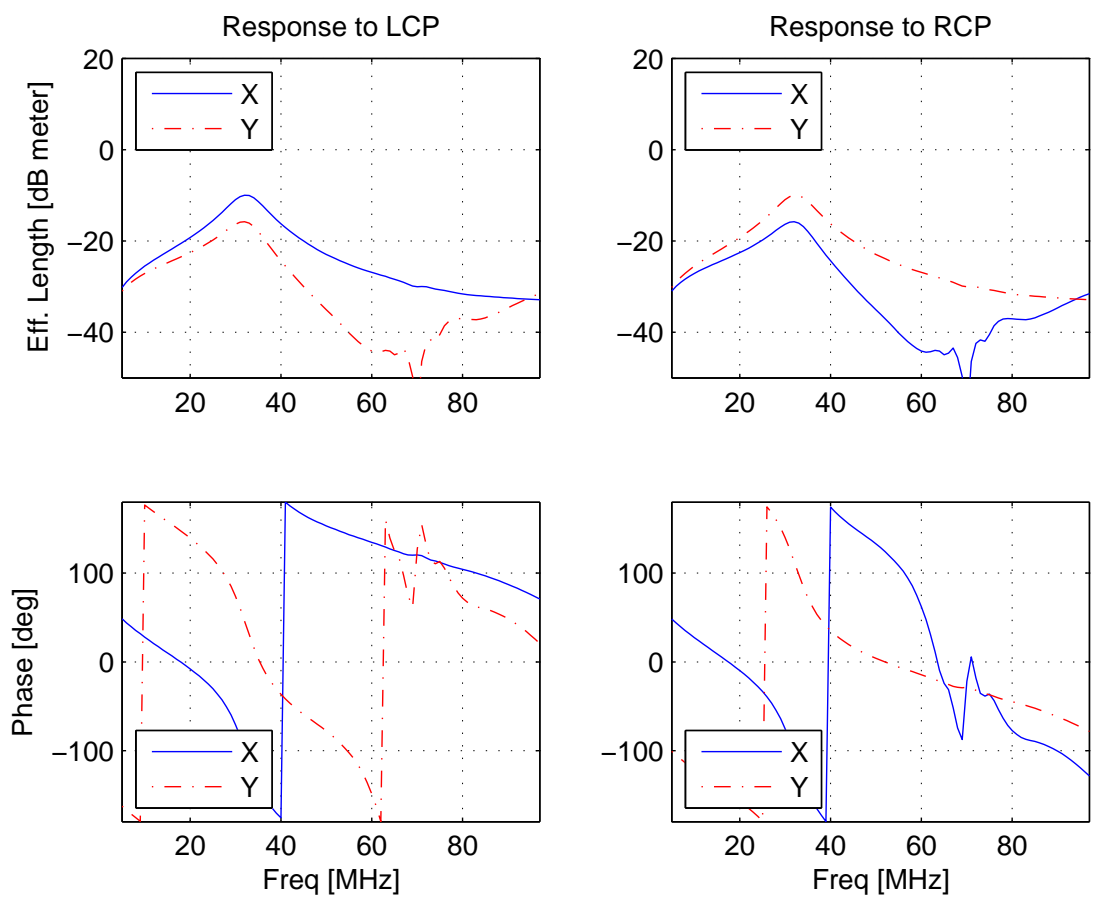 Response to LCP
Response to RCP
Eff. Length [dB meter]
20
0
−20
−40
X
Y
20 40 60 80
20
0
−20
−40
X
Y
20 40 60 80
Phase [deg]
100
0
−100
X
Y
20 40 60 80
Freq [MHz]
100
0
−100
X
Y
20 40 60 80
Freq [MHz]